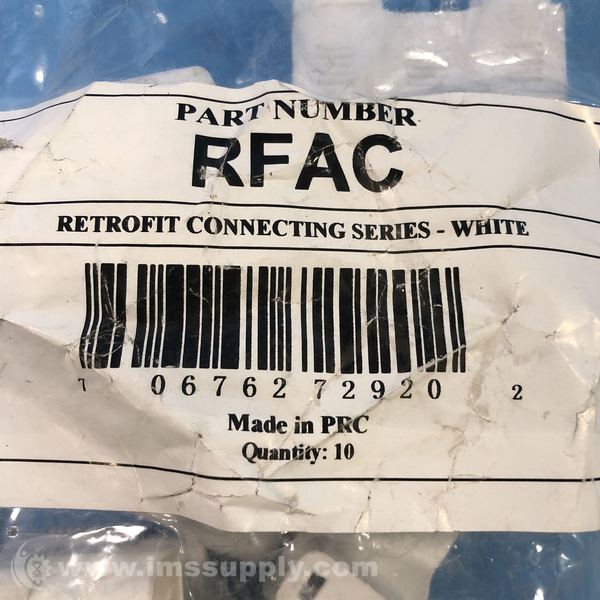 PART NUMBER
RFAC
RETROFIT CONNECTING SERIES - WHITE
7 06762 72920 2
Made in PRC
Quantity: 10
www.imssupply.com